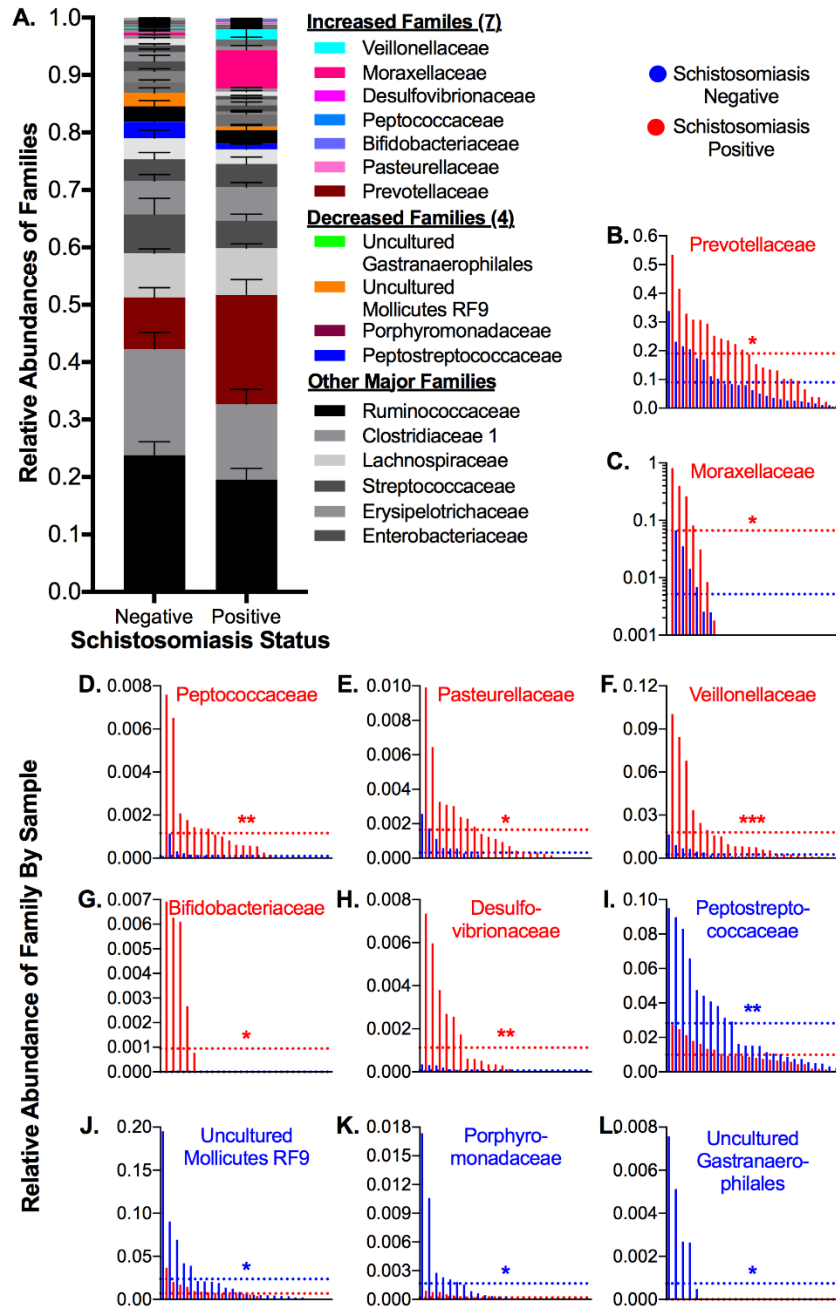 A.
Relative Abundances of Families
1.0
0.9
0.8
0.7
0.6
0.5
0.4
0.3
0.2
0.1
0.0
Negative
Positive
Schistosomiasis Status
Increased Familes (7)
Veillonellaceae
Moraxellaceae
Desulfovibrionaceae
Peptococcaceae
Bifidobacteriaceae
Pasteurellaceae
Prevotellaceae
Decreased Families (4)
Uncultured
Gastranaerophilales
Uncultured
Mollicutes RF9
Porphyromonadaceae
Peptostreptococcaceae
Other Major Families
Ruminococcaceae
Clostridiaceae 1
Lachnospiraceae
Streptococcaceae
Erysipelotrichaceae
Enterobacteriaceae
Schistosomiasis
Negative
Schistosomiasis
Positive
B.
Prevotellaceae
0.6
0.5
0.4
0.3
0.2
0.1
0.0
*
C.
Moraxellaceae
1
0.1
0.01
0.001
*
Relative Abundance of Family By Sample
D.
Peptococcaceae
0.008
0.006
0.004
0.002
0.000
**
E.
Pasteurellaceae
0.010
0.008
0.006
0.004
0.002
0.000
*
F.
Veillonellaceae
0.12
0.09
0.06
0.03
0.00
***
G.
Bifidobacteriaceae
0.007
0.006
0.005
0.004
0.003
0.002
0.001
0.000
*
H.
Desulfo-
vibrionaceae
0.008
0.006
0.004
0.002
0.000
**
I.
Peptostrepto-
coccaceae
0.10
0.08
0.06
0.04
0.02
0.00
**
J.
Uncultured
Mollicutes RF9
0.20
0.15
0.10
0.05
0.00
*
K.
Porphyro-
monadaceae
0.018
0.015
0.012
0.009
0.006
0.003
0.000
*
L.
Uncultured
Gastranaero-
philales
0.008
0.006
0.004
0.002
0.000
*